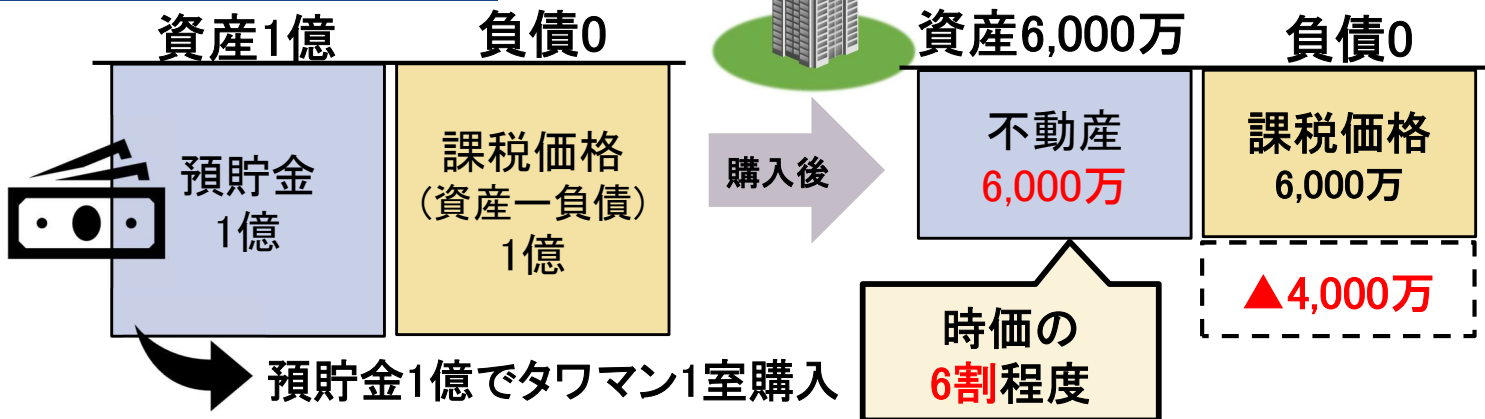 資産1億
負債0
預貯金
1億
課税価格
(資産ー負債)
1億
預貯金1億でタワマン1室購入
購入後
資産6,000万
負債0
不動産
6,000万
課税価格
6,000万
▲4,000万
時価の
6割程度